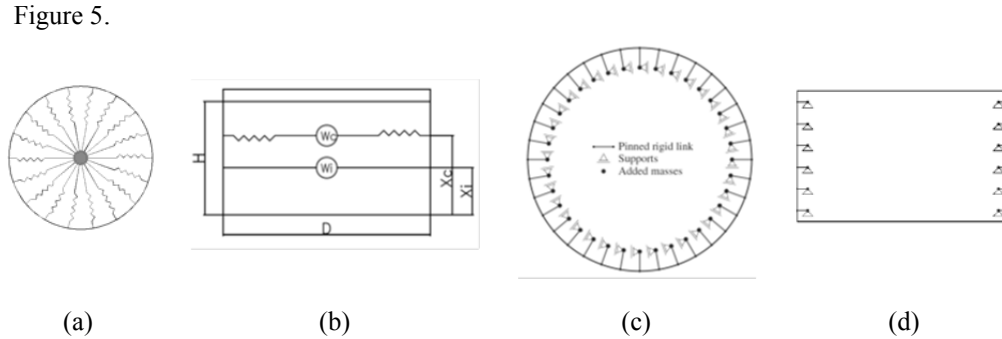 Figure 5.
Wc
Wi
H
Xc
Xi
D
Pinned rigid link
Supports
Added masses
(a) (b) (c) (d)